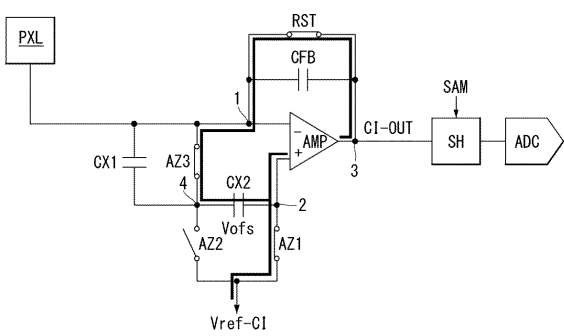 RST
PXL
CFB
SAM
1
CI-OUT
AMP
SH
ADC
CX1
AZ3
CX2
3
4
2
Vofs
AZ2
AZ1
Vref-CI